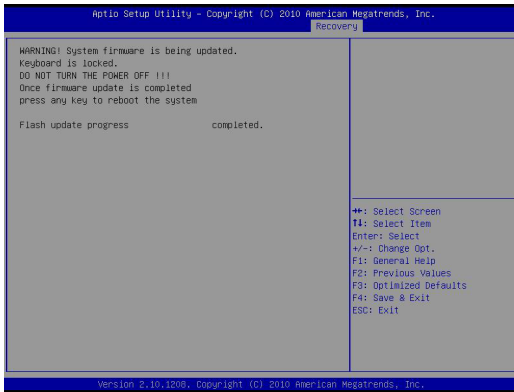 Aptio Setup Utility – Copyright (C) 2010 American Megatrends, Inc.
Recovery
WARNING! System firmware is being updated.
Keyboard is locked.
DO NOT TURN THE POWER OFF !!!
Once firmware update is completed
press any key to reboot the system
Flash update progress completed.
→←: Select Screen
↑↓: Select Item
Enter: Select
+/-: Change Opt.
F1: General Help
F2: Previous Values
F3: Optimized Defaults
F4: Save & Exit
ESC: Exit
Version 2.10.1208. Copyright (C) 2010 American Megatrends, Inc.